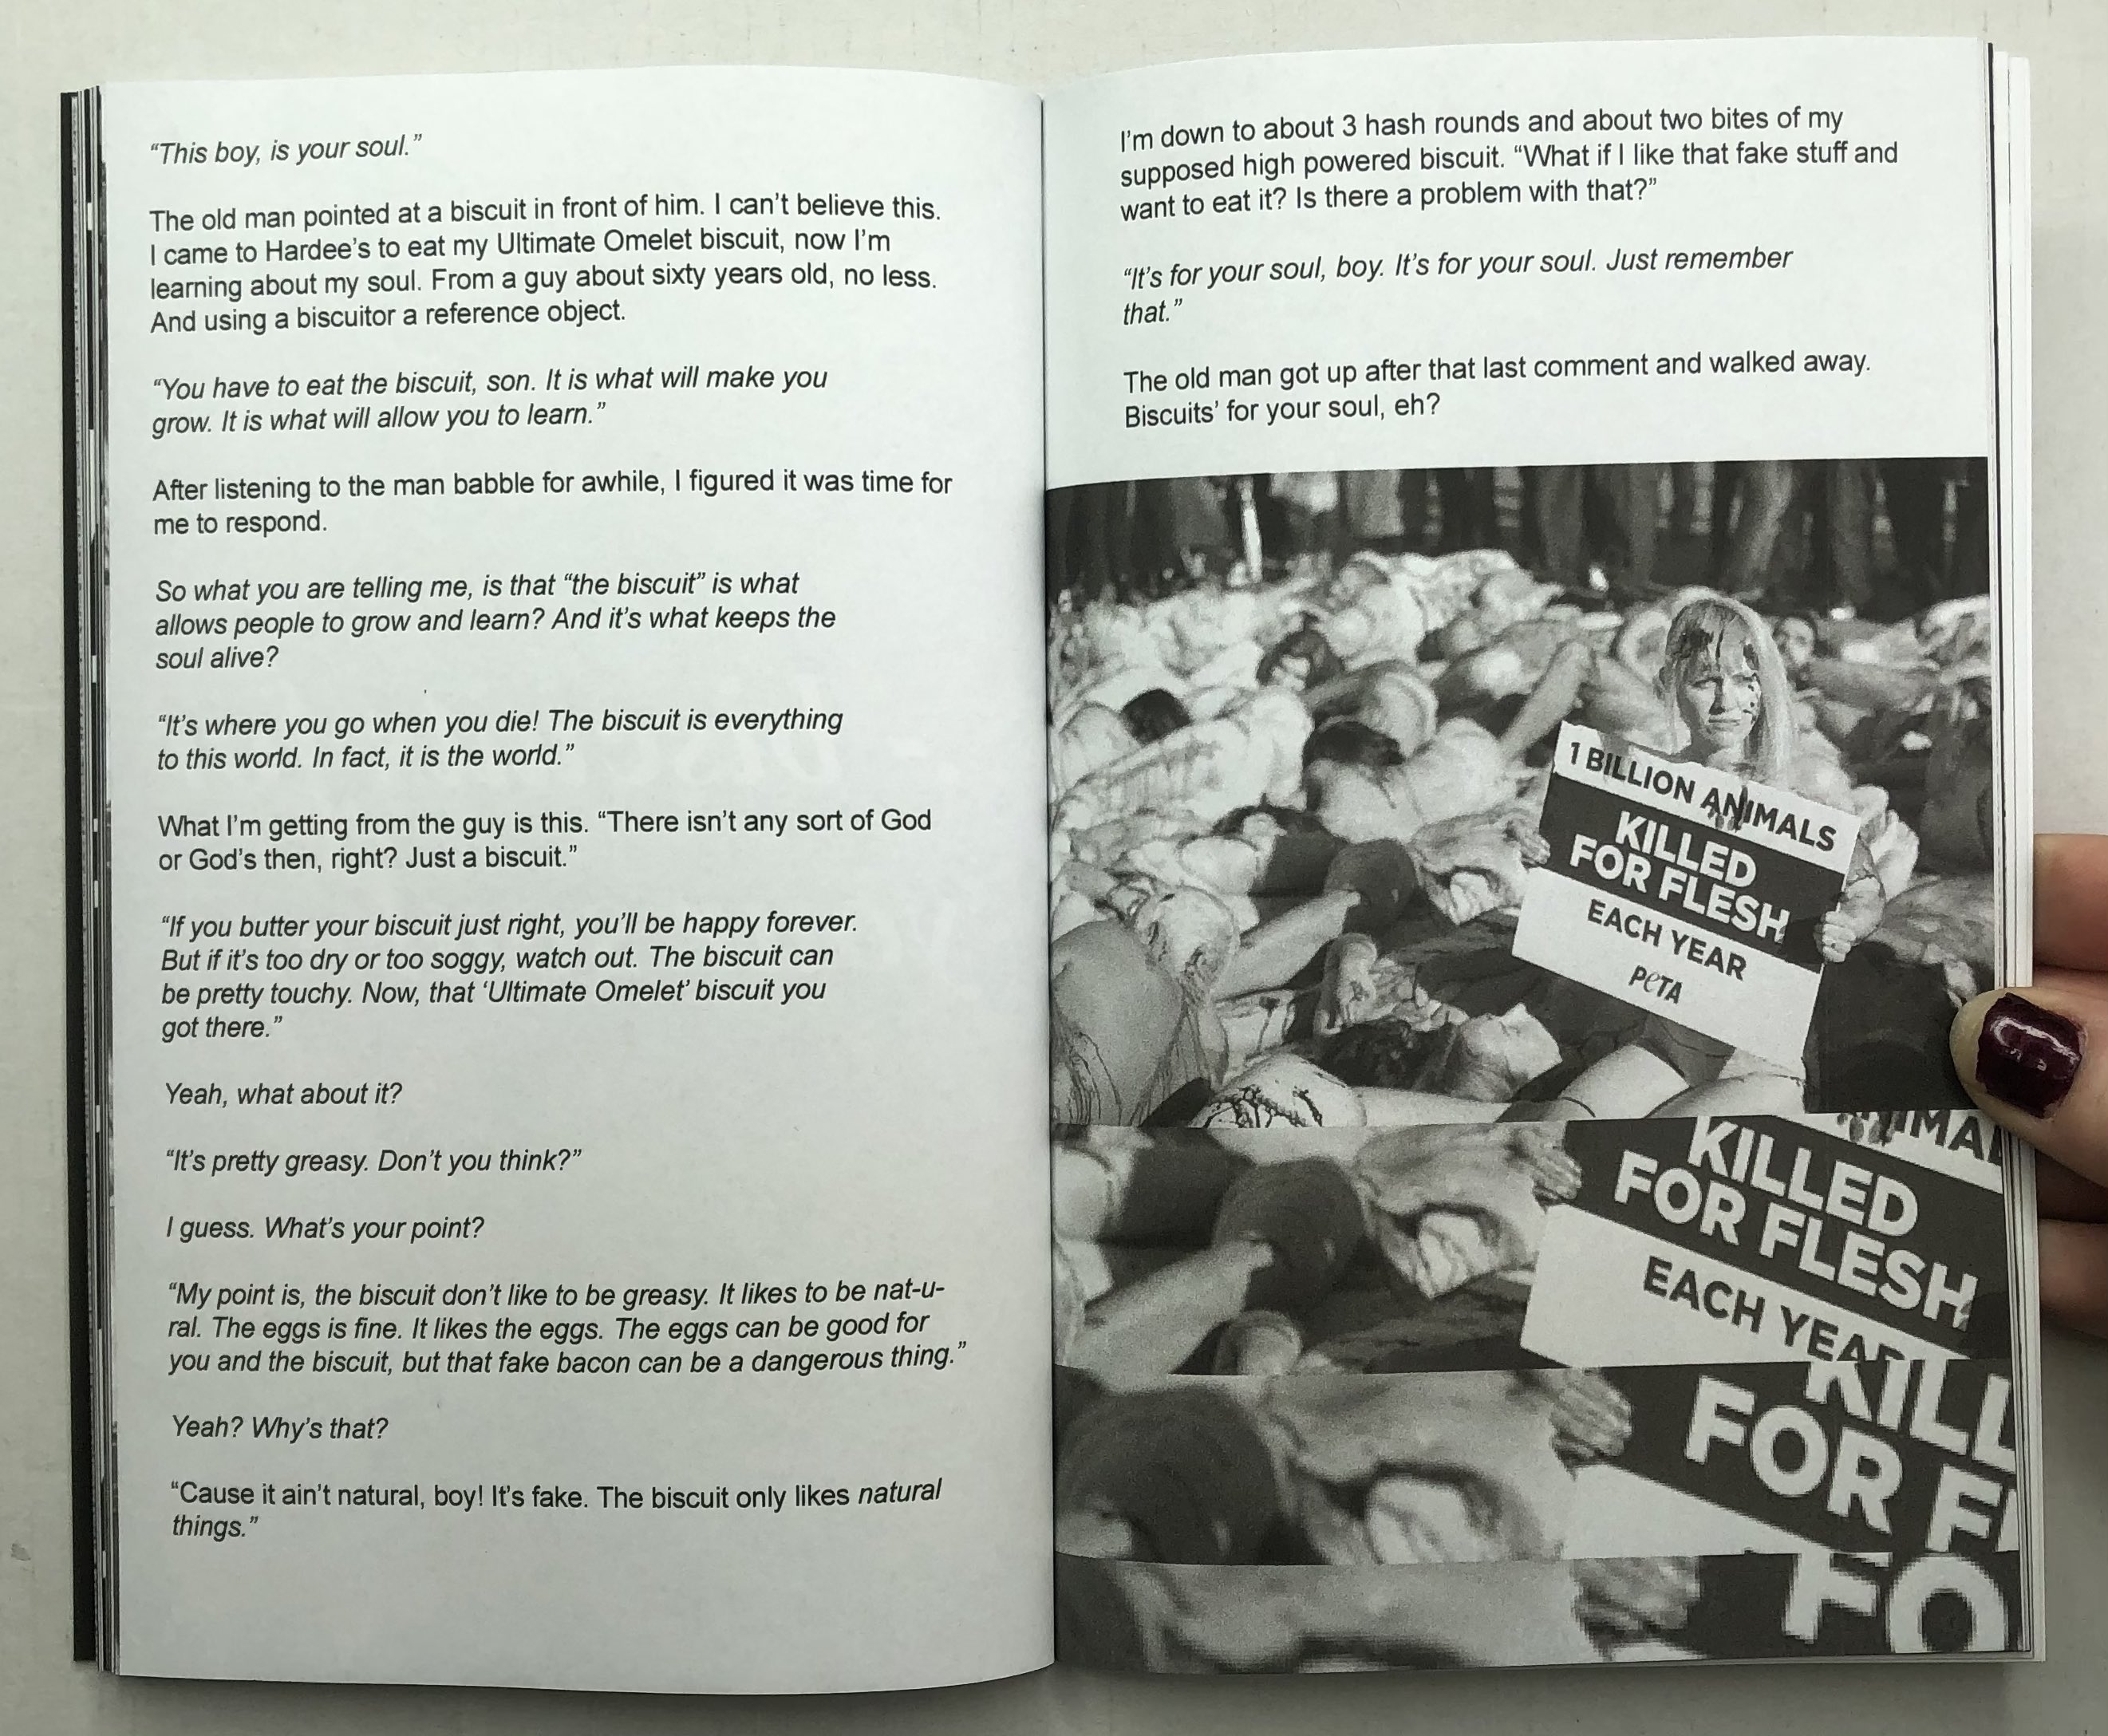 “This boy, is your soul.”
The old man pointed at a biscuit in front of him. I can’t believe this.
I came to Hardee’s to eat my Ultimate Omelet biscuit, now I’m
learning about my soul. From a guy about sixty years old, no less.
And using a biscuitor a reference object.
“You have to eat the biscuit, son. It is what will make you
grow. It is what will allow you to learn.”
After listening to the man babble for awhile, I figured it was time for
me to respond.
So what you are telling me, is that “the biscuit” is what
allows people to grow and learn? And it’s what keeps the
soul alive?
“It’s where you go when you die! The biscuit is everything
to this world. In fact, it is the world.”
What I’m getting from the guy is this. “There isn’t any sort of God
or God’s then, right? Just a biscuit.”
“If you butter your biscuit just right, you’ll be happy forever.
But if it’s too dry or too soggy, watch out. The biscuit can
be pretty touchy. Now, that ‘Ultimate Omelet’ biscuit you
got there.”
Yeah, what about it?
“It’s pretty greasy. Don’t you think?”
I guess. What’s your point?
“My point is, the biscuit don’t like to be greasy. It likes to be nat-u-
ral. The eggs is fine. It likes the eggs. The eggs can be good for
you and the biscuit, but that fake bacon can be a dangerous thing.”
Yeah? Why’s that?
“Cause it ain’t natural, boy! It’s fake. The biscuit only likes natural
things.”
I’m down to about 3 hash rounds and about two bites of my
supposed high powered biscuit. “What if I like that fake stuff and
want to eat it? Is there a problem with that?”
“It’s for your soul, boy. It’s for your soul. Just remember
that.”
The old man got up after that last comment and walked away.
Biscuits’ for your soul, eh?
1 BILLION ANIMALS
KILLED
FOR FLESH
EACH YEAR
PETA
IMAL
KILLED
FOR FLESH
EACH YEAR
KILL
FOR FL
FO